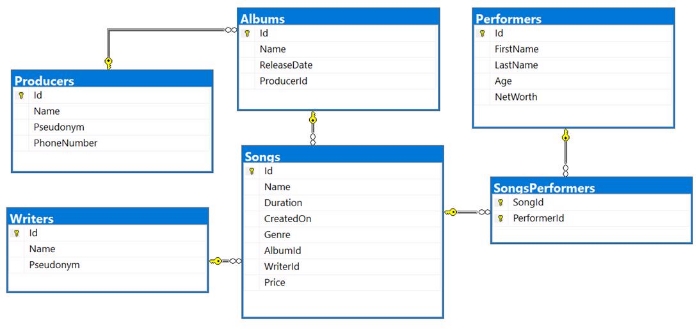 Albums
Id
Name
ReleaseDate
ProducerId
Performers
Id
FirstName
LastName
Age
NetWorth
Producers
Id
Name
Pseudonym
PhoneNumber
Songs
Id
Name
Duration
CreatedOn
Genre
AlbumId
WriterId
Price
SongsPerformers
SongId
PerformerId
Writers
Id
Name
Pseudonym